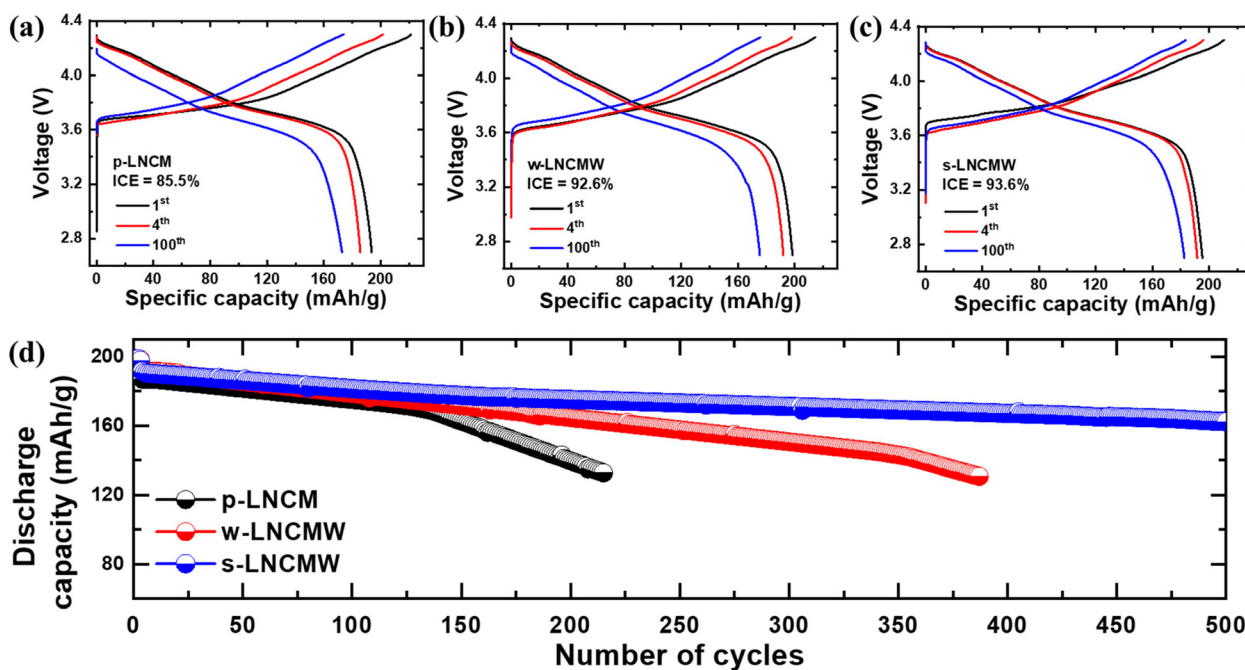 (a)
4.4
4.0
3.6
3.2
2.8
Voltage (V)
p-LNCM
ICE = 85.5%
1st
4th
100th
0 40 80 120 160 200
Specific capacity (mAh/g)
(b)
4.4
4.0
3.6
3.2
2.8
Voltage (V)
w-LNCMW
ICE = 92.6%
1st
4th
100th
0 40 80 120 160 200
Specific capacity (mAh/g)
(c)
4.4
4.0
3.6
3.2
2.8
Voltage (V)
s-LNCMW
ICE = 93.6%
1st
4th
100th
0 40 80 120 160 200
Specific capacity (mAh/g)
(d)
200
160
120
80
Discharge
capacity (mAh/g)
p-LNCM
w-LNCMW
s-LNCMW
0 50 100 150 200 250 300 350 400 450 500
Number of cycles